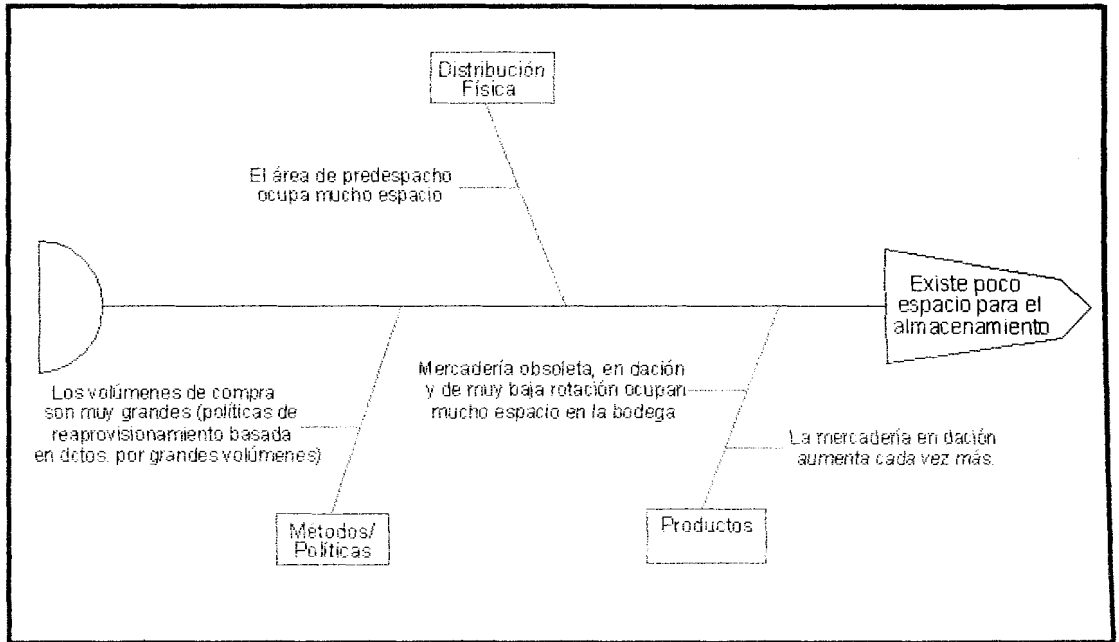 Distribución
Física
El área de predespacho
ocupa mucho espacio
Existe poco
espacio para el
almacenamiento
Los volúmenes de compra
son muy grandes (políticas de
reaprovisionamiento basada
en dctos. por grandes volúmenes)
Mercadería obsoleta, en dación
y de muy baja rotación ocupan
mucho espacio en la bodega
La mercadería en dación
aumenta cada vez más.
Métodos/
Políticas
Productos